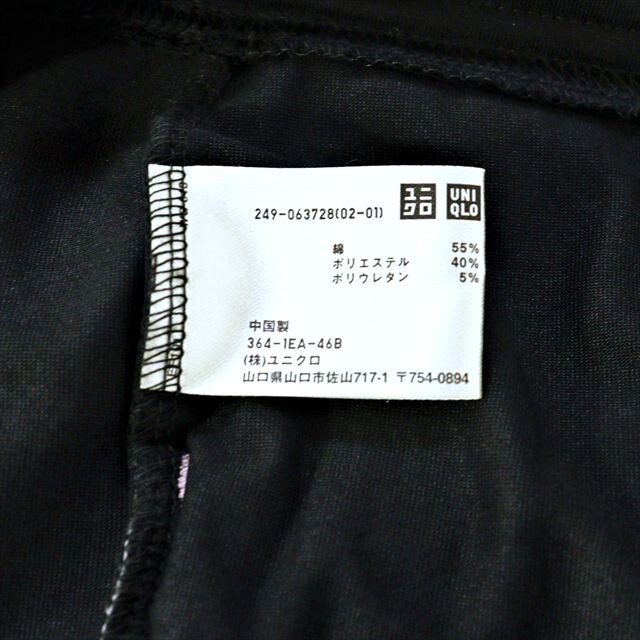 249-063728(02-01)
ユニ
クロ
UNI
QLO
綿 55%
ポリエステル 40%
ポリウレタン 5%
中国製
364-1EA-46B
(株)ユニクロ
山口県山口市佐山717-1 〒754-0894